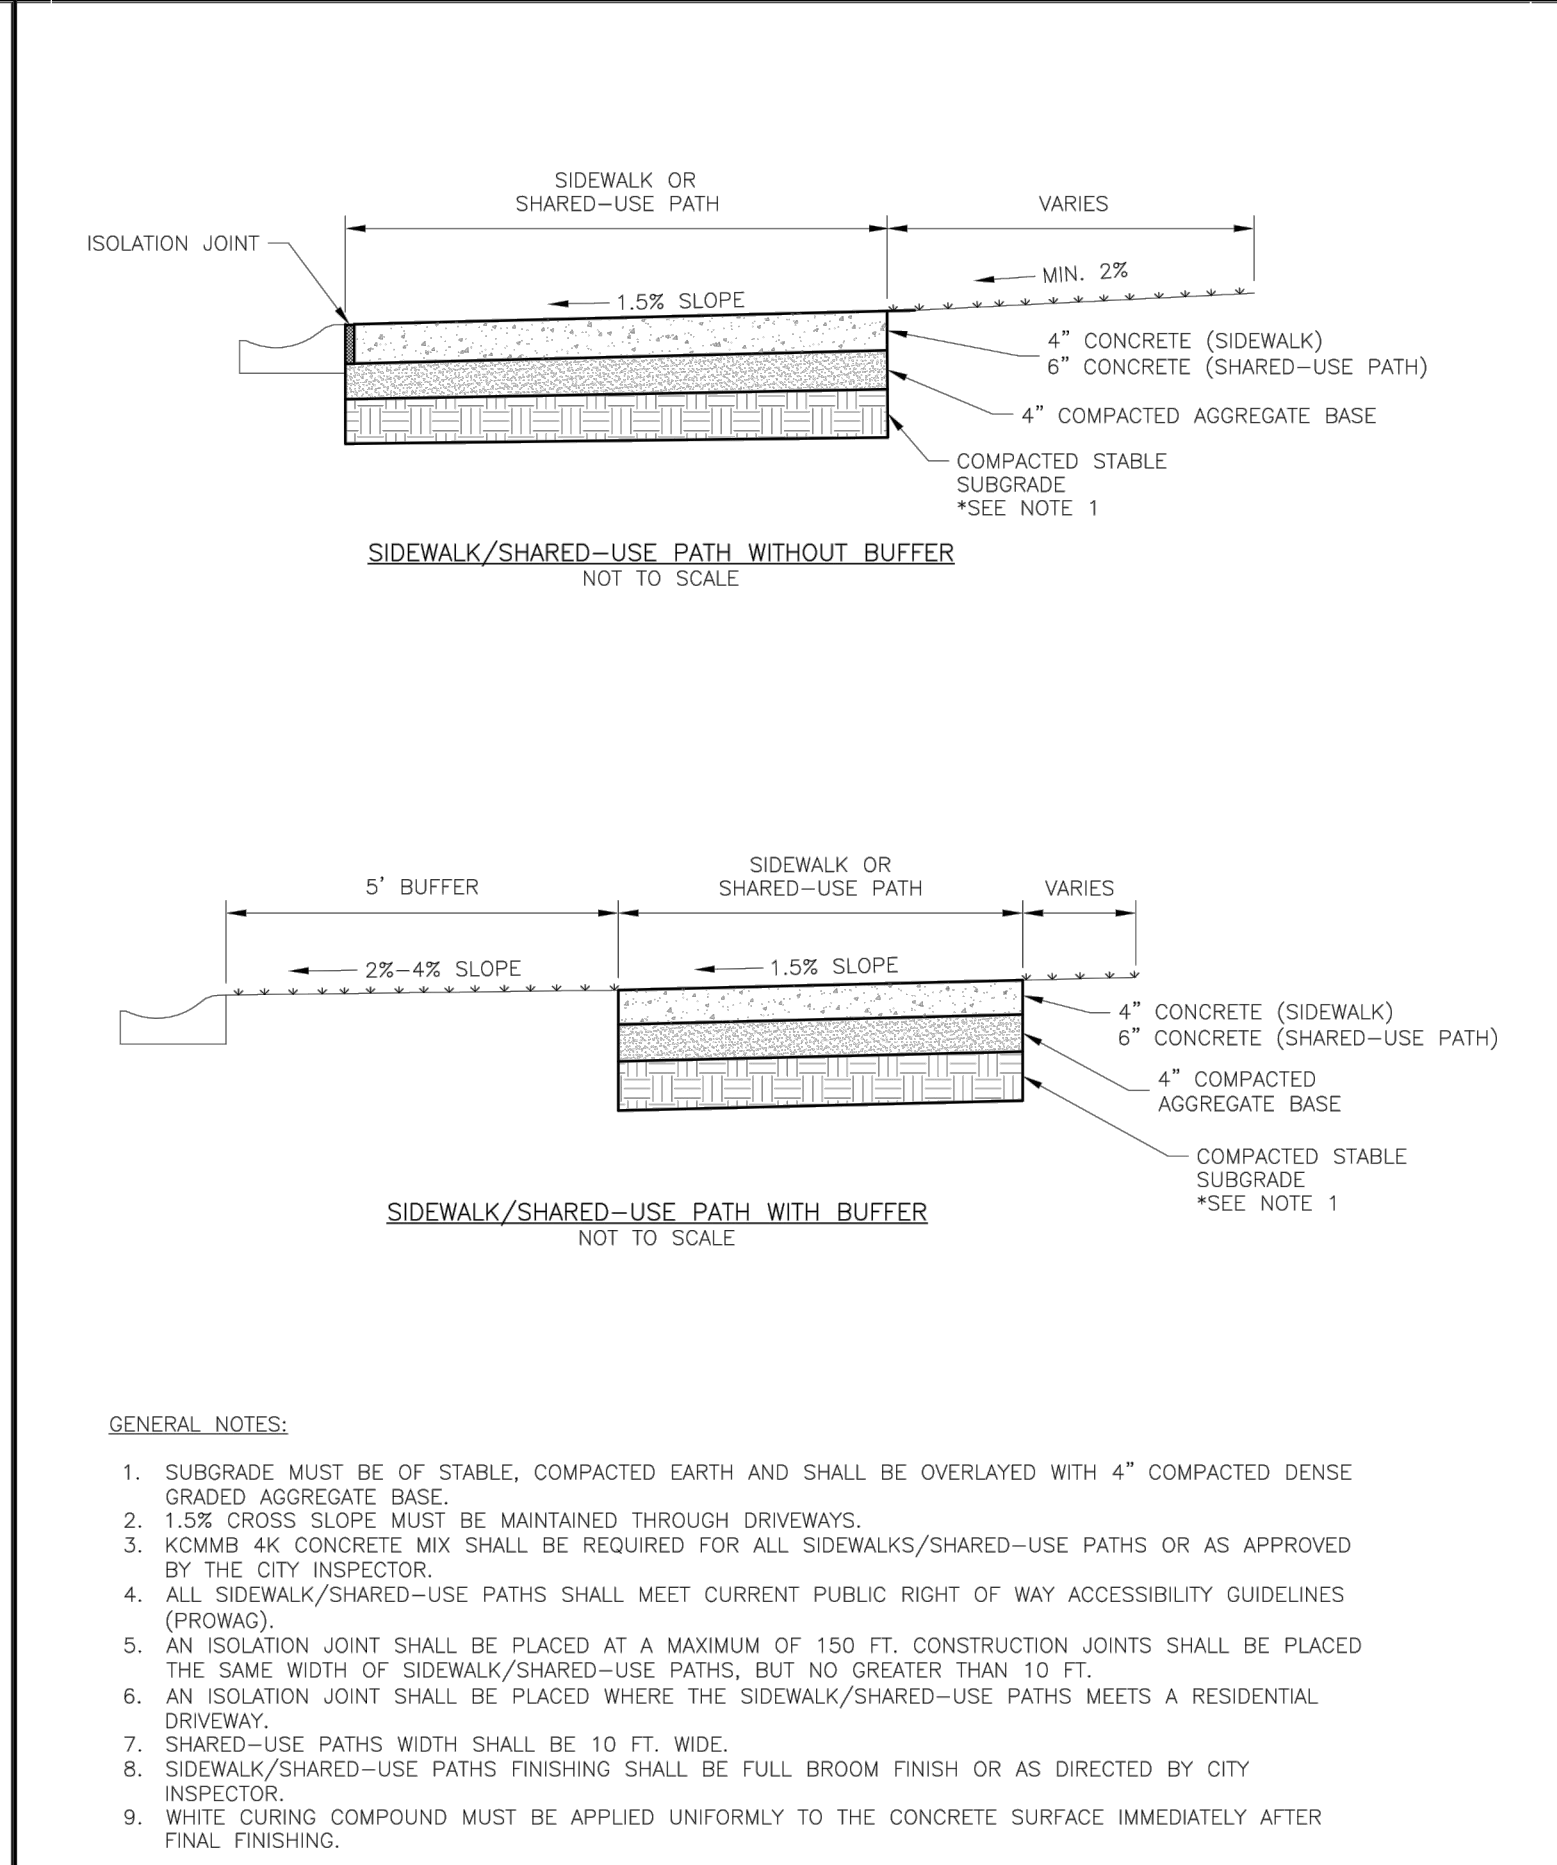 SIDEWALK OR
SHARED-USE PATH
VARIES
ISOLATION JOINT
MIN. 2%
1.5% SLOPE
4" CONCRETE (SIDEWALK)
6" CONCRETE (SHARED-USE PATH)
4" COMPACTED AGGREGATE BASE
COMPACTED STABLE
SUBGRADE
*SEE NOTE 1
SIDEWALK/SHARED-USE PATH WITHOUT BUFFER
NOT TO SCALE
5' BUFFER
SIDEWALK OR
SHARED-USE PATH
VARIES
2%-4% SLOPE
1.5% SLOPE
4" CONCRETE (SIDEWALK)
6" CONCRETE (SHARED-USE PATH)
4" COMPACTED
AGGREGATE BASE
COMPACTED STABLE
SUBGRADE
*SEE NOTE 1
SIDEWALK/SHARED-USE PATH WITH BUFFER
NOT TO SCALE
GENERAL NOTES:
1. SUBGRADE MUST BE OF STABLE, COMPACTED EARTH AND SHALL BE OVERLAYED WITH 4" COMPACTED DENSE
GRADED AGGREGATE BASE.
2. 1.5% CROSS SLOPE MUST BE MAINTAINED THROUGH DRIVEWAYS.
3. KCMMB 4K CONCRETE MIX SHALL BE REQUIRED FOR ALL SIDEWALKS/SHARED-USE PATHS OR AS APPROVED
BY THE CITY INSPECTOR.
4. ALL SIDEWALK/SHARED-USE PATHS SHALL MEET CURRENT PUBLIC RIGHT OF WAY ACCESSIBILITY GUIDELINES
(PROWAG).
5. AN ISOLATION JOINT SHALL BE PLACED AT A MAXIMUM OF 150 FT. CONSTRUCTION JOINTS SHALL BE PLACED
THE SAME WIDTH OF SIDEWALK/SHARED-USE PATHS, BUT NO GREATER THAN 10 FT.
6. AN ISOLATION JOINT SHALL BE PLACED WHERE THE SIDEWALK/SHARED-USE PATHS MEETS A RESIDENTIAL
DRIVEWAY.
7. SHARED-USE PATHS WIDTH SHALL BE 10 FT. WIDE.
8. SIDEWALK/SHARED-USE PATHS FINISHING SHALL BE FULL BROOM FINISH OR AS DIRECTED BY CITY
INSPECTOR.
9. WHITE CURING COMPOUND MUST BE APPLIED UNIFORMLY TO THE CONCRETE SURFACE IMMEDIATELY AFTER
FINAL FINISHING.